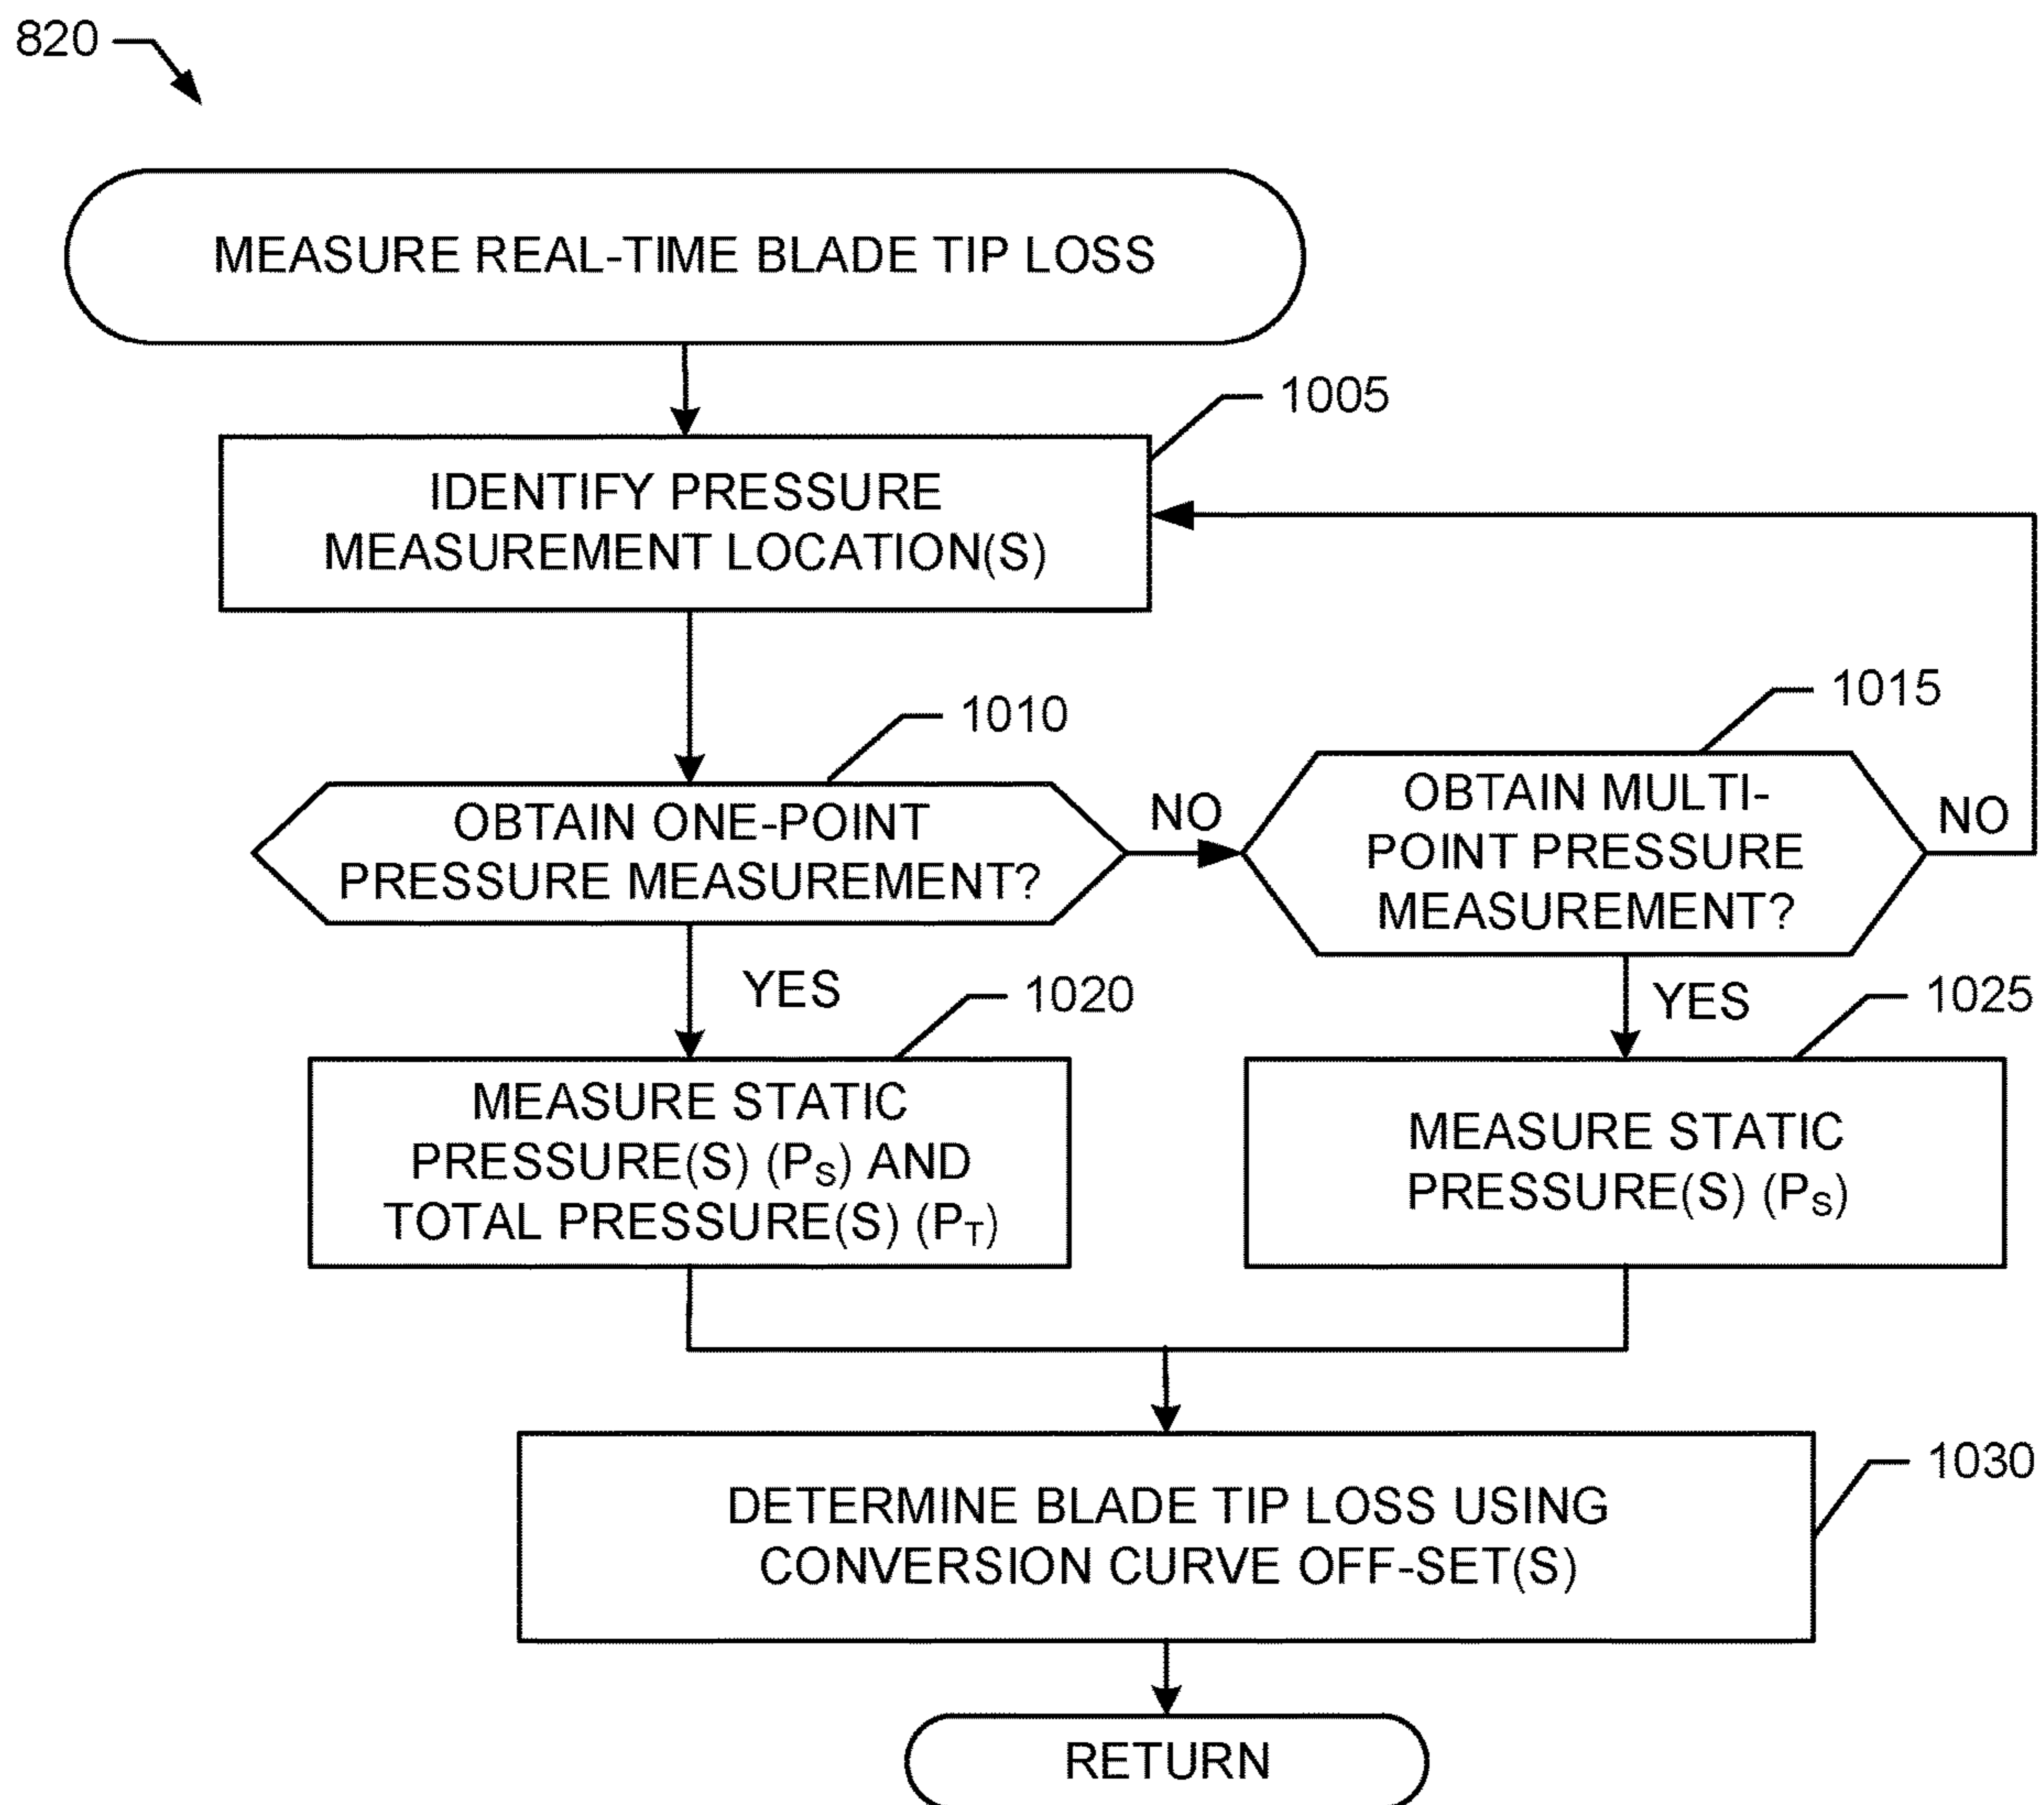 820
MEASURE REAL-TIME BLADE TIP LOSS
1005
IDENTIFY PRESSURE
MEASUREMENT LOCATION(S)
1010
OBTAIN ONE-POINT
PRESSURE MEASUREMENT?
NO
1015
OBTAIN MULTI-
POINT PRESSURE
MEASUREMENT?
NO
YES
1020
MEASURE STATIC
PRESSURE(S) (PS) AND
TOTAL PRESSURE(S) (PT)
YES
1025
MEASURE STATIC
PRESSURE(S) (PS)
1030
DETERMINE BLADE TIP LOSS USING
CONVERSION CURVE OFF-SET(S)
RETURN